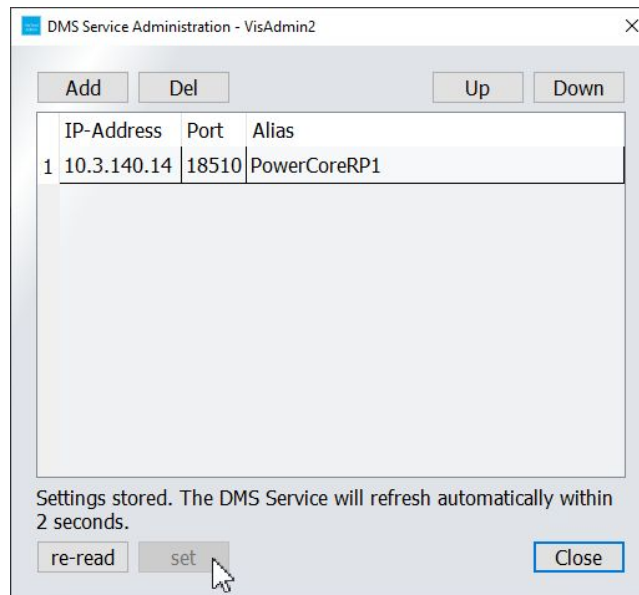 DMS Service Administration - VisAdmin2
Add Del Up Down
IP-Address Port Alias
1 10.3.140.14 18510 PowerCoreRP1
Settings stored. The DMS Service will refresh automatically within
2 seconds.
re-read set Close